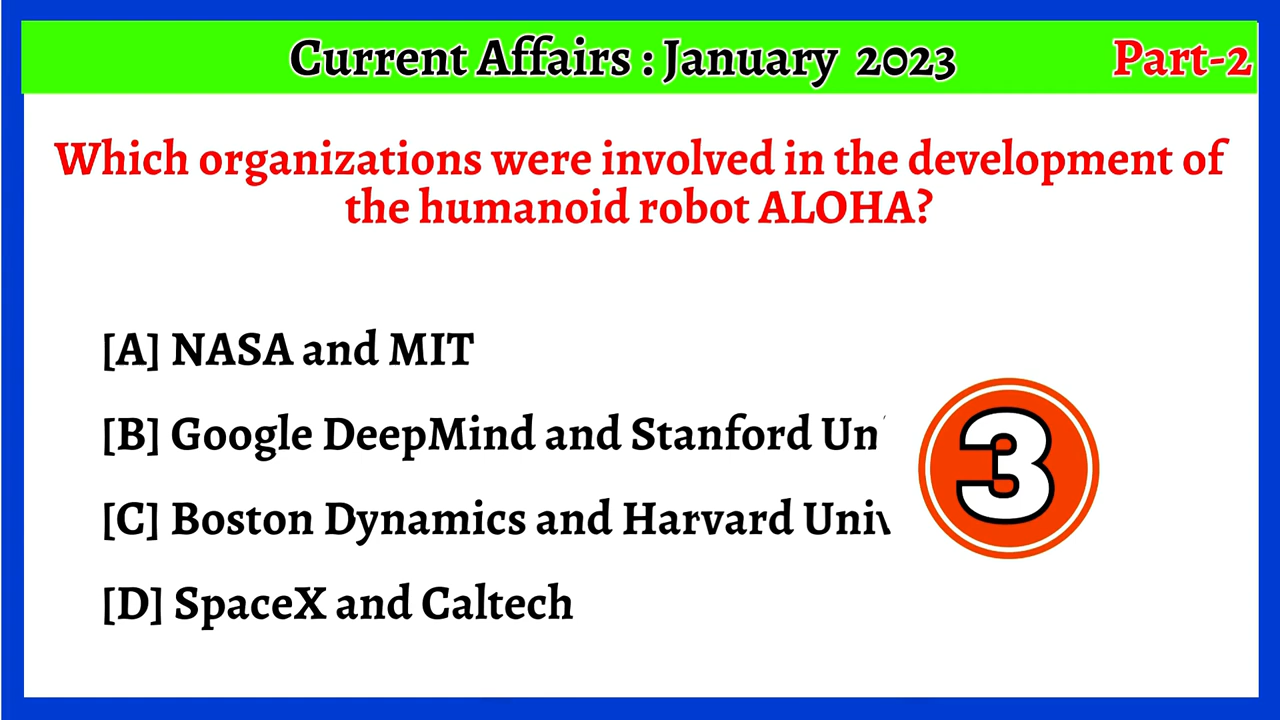 Current Affairs : January 2023
Part-2
Which organizations were involved in the development of
the humanoid robot ALOHA?
[A] NASA and MIT
[B] Google DeepMind and Stanford Un
[C] Boston Dynamics and Harvard Univ
[D] SpaceX and Caltech
3